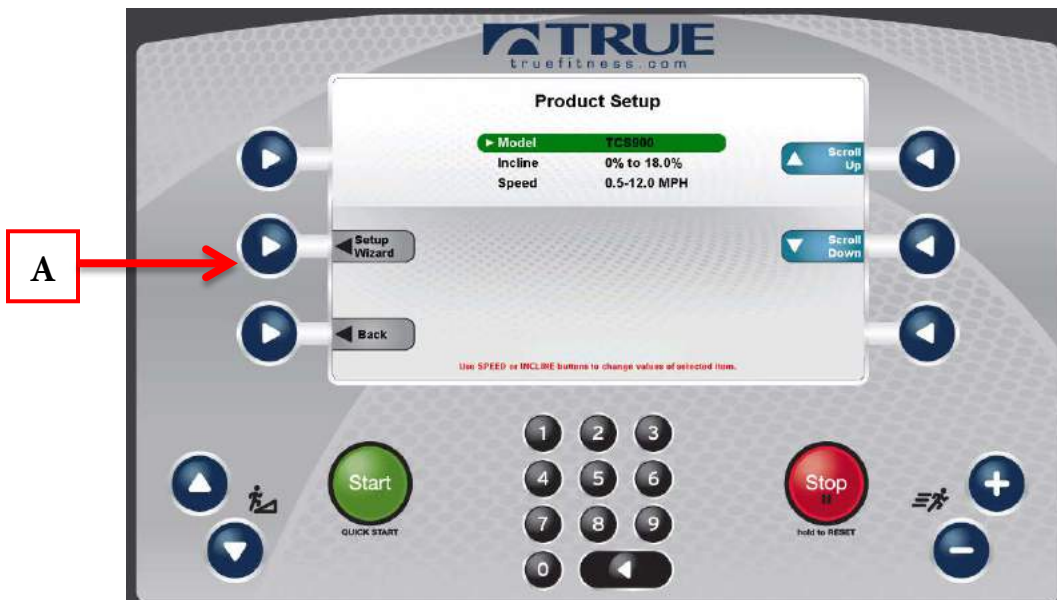 TRUE
truefitness.com
Product Setup
Model TCS900
Incline 0% to 18.0%
Speed 0.5-12.0 MPH
Scroll Up
Setup Wizard
Scroll Down
Back
Use SPEED or INCLINE buttons to change values of selected item.
A
1 2 3
4 5 6
7 8 9
0
Start
QUICK START
Stop
hold to RESET